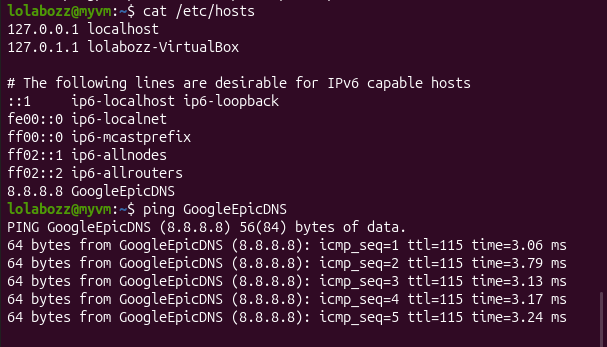 lolabozz@myvm:~$ cat /etc/hosts
127.0.0.1 localhost
127.0.1.1 lolabozz-VirtualBox
# The following lines are desirable for IPv6 capable hosts
::1     ip6-localhost ip6-loopback
fe00::0 ip6-localnet
ff00::0 ip6-mcastprefix
ff02::1 ip6-allnodes
ff02::2 ip6-allrouters
8.8.8.8 GoogleEpicDNS
lolabozz@myvm:~$ ping GoogleEpicDNS
PING GoogleEpicDNS (8.8.8.8) 56(84) bytes of data.
64 bytes from GoogleEpicDNS (8.8.8.8): icmp_seq=1 ttl=115 time=3.06 ms
64 bytes from GoogleEpicDNS (8.8.8.8): icmp_seq=2 ttl=115 time=3.79 ms
64 bytes from GoogleEpicDNS (8.8.8.8): icmp_seq=3 ttl=115 time=3.13 ms
64 bytes from GoogleEpicDNS (8.8.8.8): icmp_seq=4 ttl=115 time=3.17 ms
64 bytes from GoogleEpicDNS (8.8.8.8): icmp_seq=5 ttl=115 time=3.24 ms